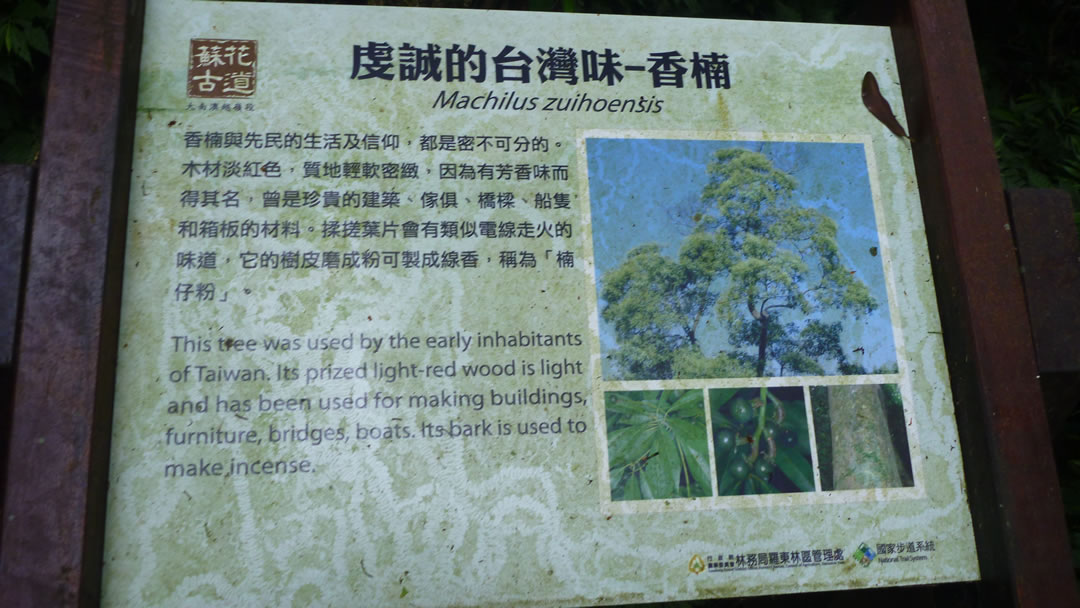 蘇花
古道
大南澳越嶺段
虔誠的台灣味-香楠
Machilus zuihoensis
香楠與先民的生活及信仰，都是密不可分的。
木材淡紅色，質地輕軟密緻，因為有芳香味而
得其名，曾是珍貴的建築、傢俱、橋樑、船隻
和箱板的材料。揉搓葉片會有類似電線走火的
味道，它的樹皮磨成粉可製成線香，稱為「楠
仔粉」。
This tree was used by the early inhabitants
of Taiwan. Its prized light-red wood is light
and has been used for making buildings,
furniture, bridges, boats. Its bark is used to
make incense.
林務局羅東林區管理處
國家步道系統
National Trail System